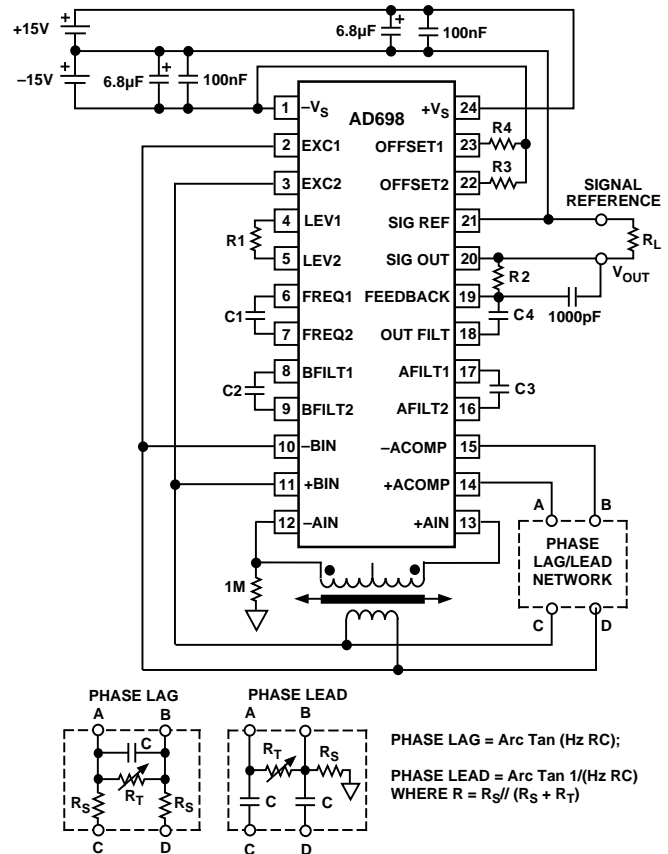 +15V
–15V
6.8µF
100nF
6.8µF
100nF
AD698
1 –VS
2 EXC1
3 EXC2
4 LEV1
5 LEV2
6 FREQ1
7 FREQ2
8 BFILT1
9 BFILT2
10 –BIN
11 +BIN
12 –AIN
+VS 24
OFFSET1 23
OFFSET2 22
SIG REF 21
SIG OUT 20
FEEDBACK 19
OUT FILT 18
AFILT1 17
AFILT2 16
–ACOMP 15
+ACOMP 14
+AIN 13
R1
C1
C2
1M
R4
R3
SIGNAL
REFERENCE
RL
R2
VOUT
C4
1000pF
C3
A
B
PHASE
LAG/LEAD
NETWORK
C
D
PHASE LAG
A
B
C
RT
RS
RS
C
D
PHASE LEAD
A
B
RT
RS
C
C
C
D
PHASE LAG = Arc Tan (Hz RC);
PHASE LEAD = Arc Tan 1/(Hz RC)
WHERE R = RS// (RS + RT)